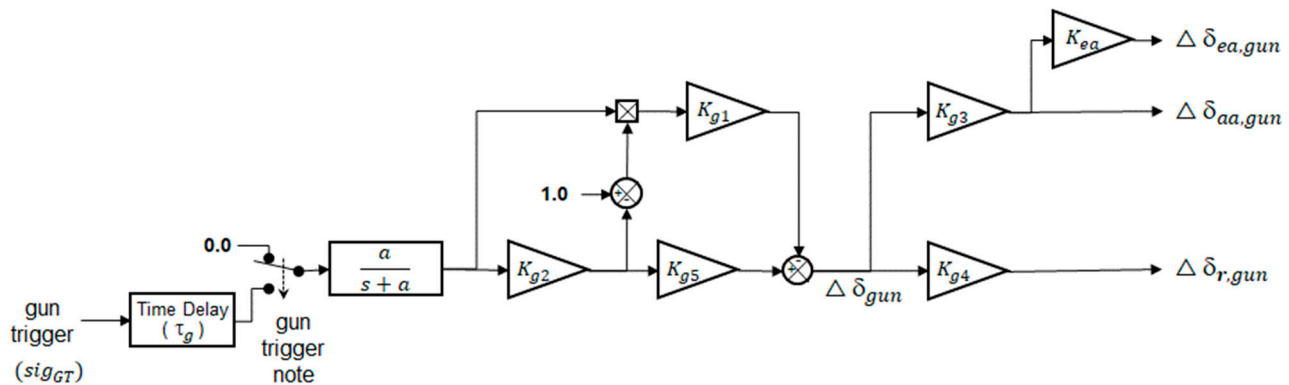 K_ea
△ δ_ea,gun
K_g1
K_g3
△ δ_aa,gun
1.0
+
-
0.0
a
s + a
K_g2
K_g5
+
-
△ δ_gun
K_g4
△ δ_r,gun
gun
trigger
(sig_GT)
Time Delay
( τ_g )
gun
trigger
note